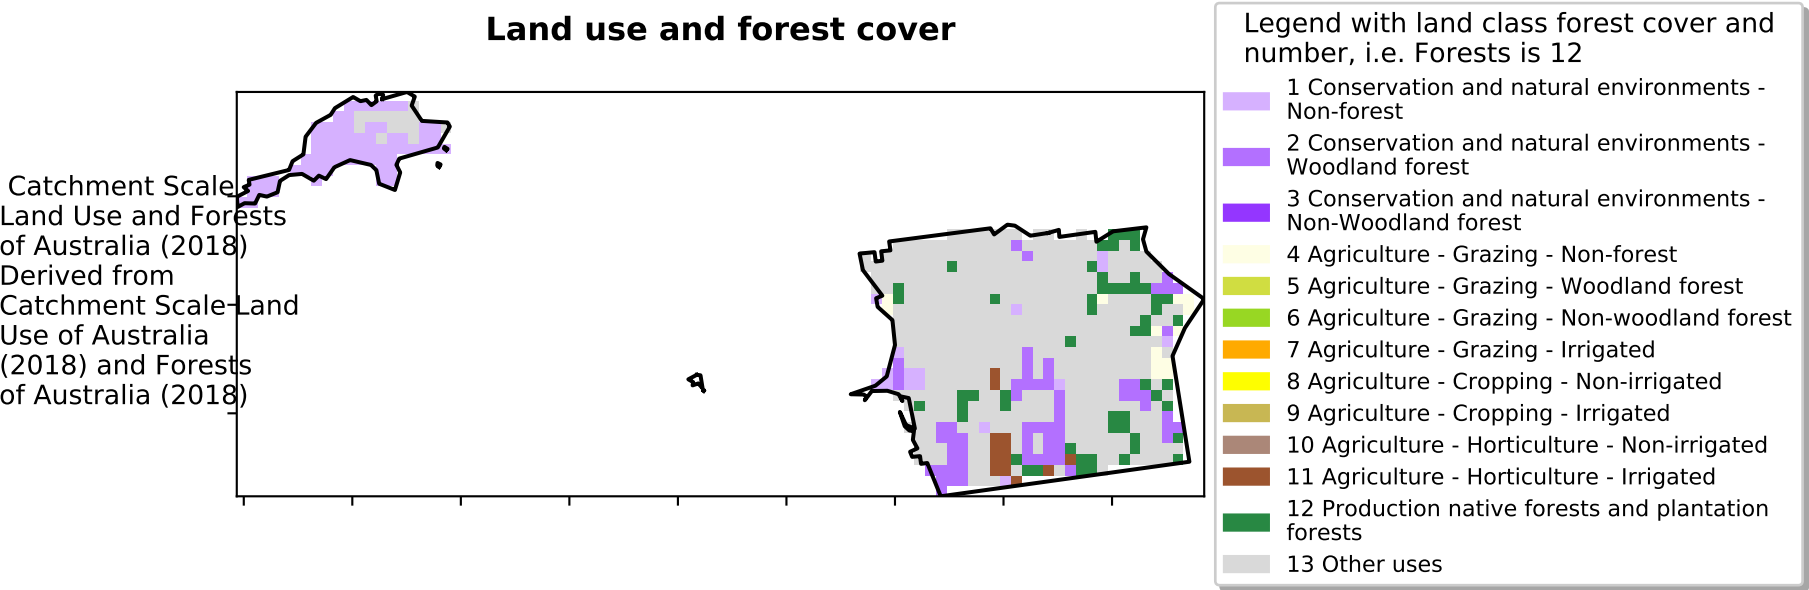 Land use and forest cover
Catchment Scale
Land Use and Forests
of Australia (2018)
Derived from
Catchment Scale Land
Use of Australia
(2018) and Forests
of Australia (2018)
Legend with land class forest cover and
number, i.e. Forests is 12
1 Conservation and natural environments -
Non-forest
2 Conservation and natural environments -
Woodland forest
3 Conservation and natural environments -
Non-Woodland forest
4 Agriculture - Grazing - Non-forest
5 Agriculture - Grazing - Woodland forest
6 Agriculture - Grazing - Non-woodland forest
7 Agriculture - Grazing - Irrigated
8 Agriculture - Cropping - Non-irrigated
9 Agriculture - Cropping - Irrigated
10 Agriculture - Horticulture - Non-irrigated
11 Agriculture - Horticulture - Irrigated
12 Production native forests and plantation
forests
13 Other uses